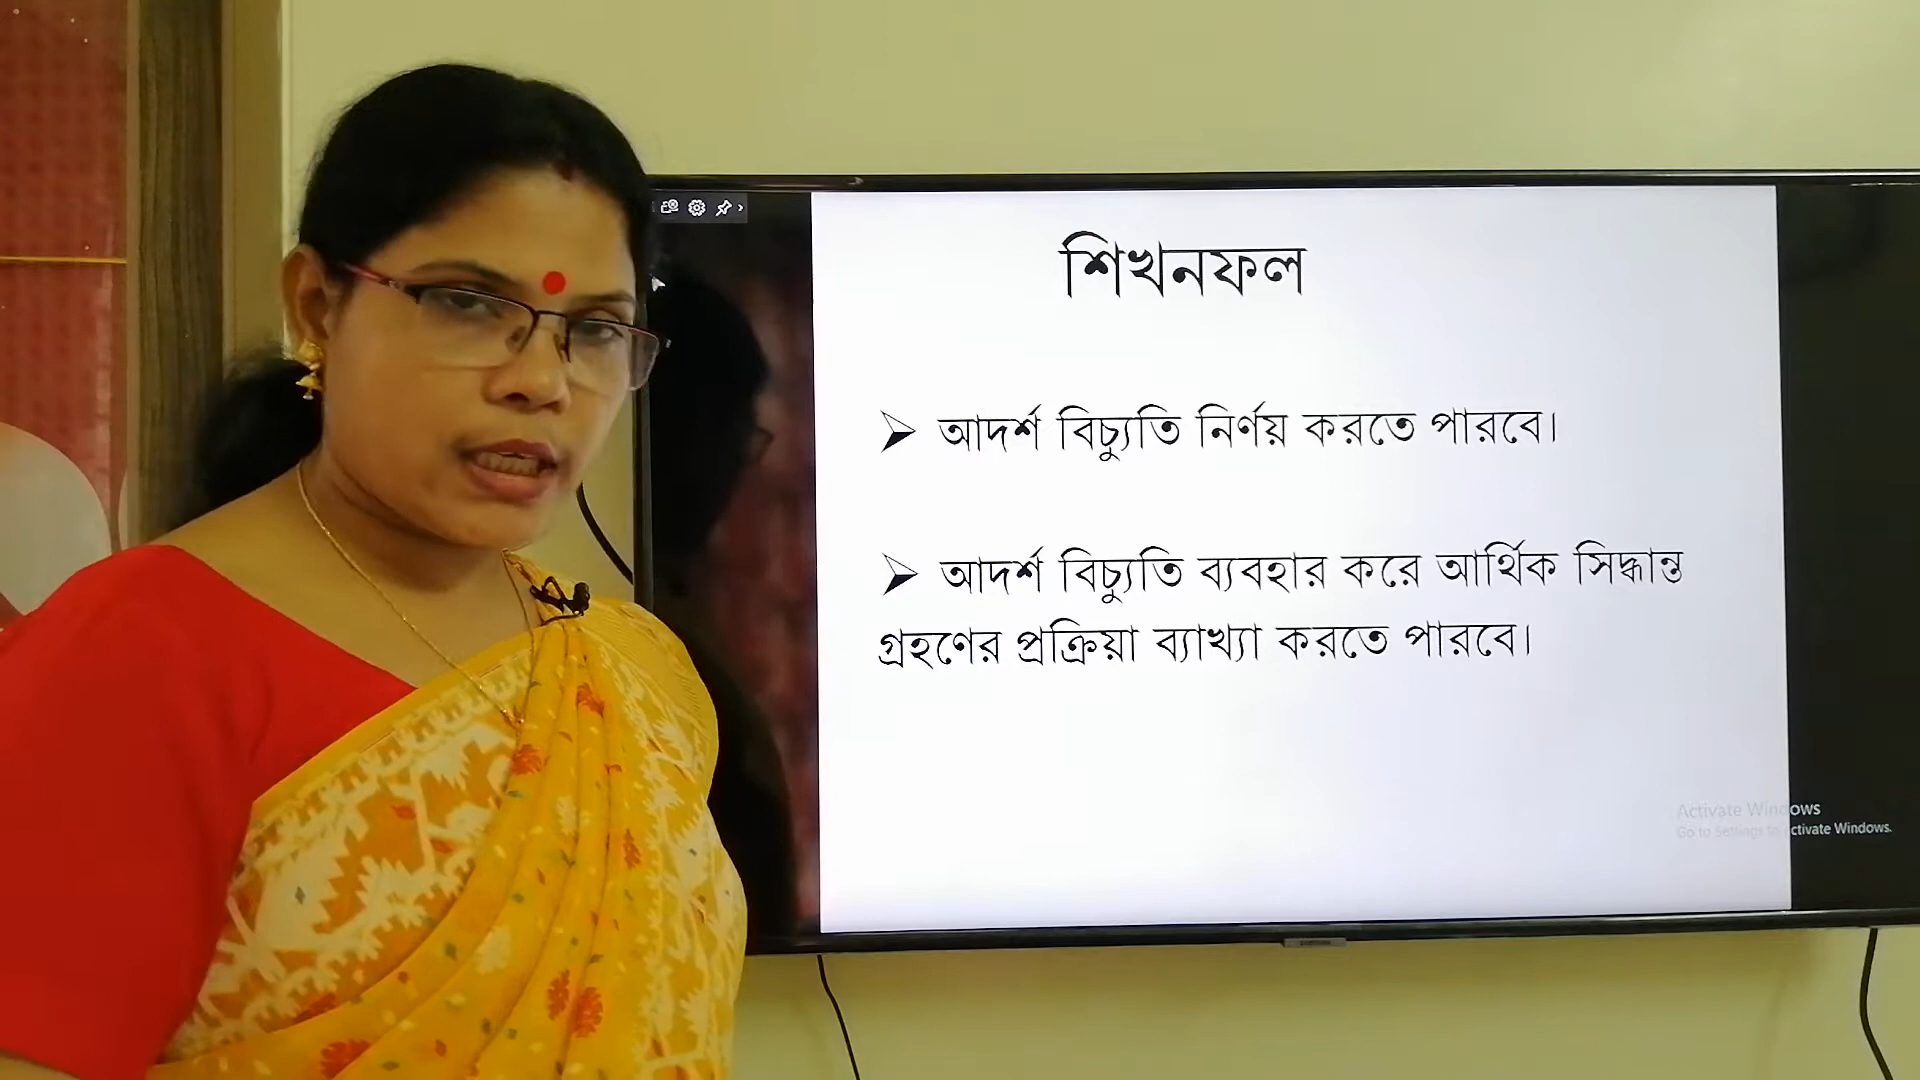 শিখনফল
➢ আদর্শ বিচ্যুতি নির্ণয় করতে পারবে।
➢ আদর্শ বিচ্যুতি ব্যবহার করে আর্থিক সিদ্ধান্ত
গ্রহণের প্রক্রিয়া ব্যাখ্যা করতে পারবে।
Activate Windows
Go to Settings to activate Windows.